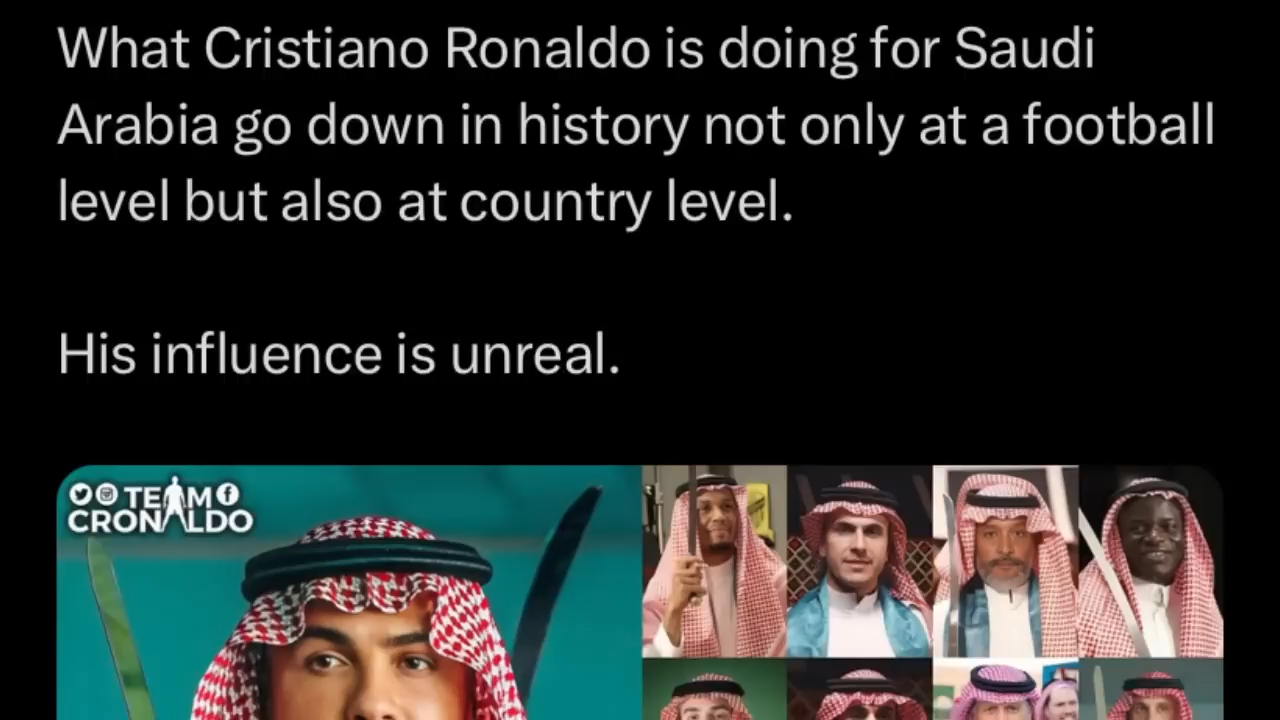 What Cristiano Ronaldo is doing for Saudi
Arabia go down in history not only at a football
level but also at country level.
His influence is unreal.
TEAM
CRONALDO